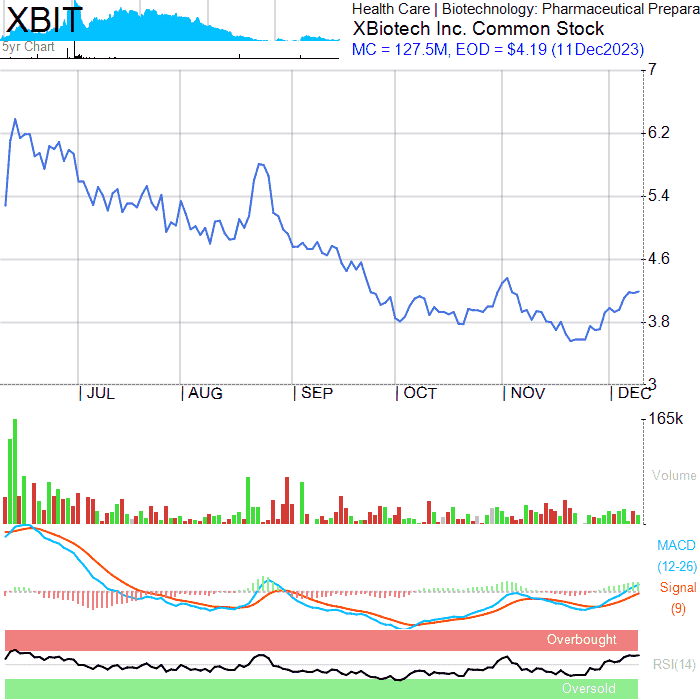 XBIT
5yr Chart
Health Care | Biotechnology: Pharmaceutical Prepara
XBiotech Inc. Common Stock
MC = 127.5M, EOD = $4.19 (11Dec2023)
7
6.2
5.4
4.6
3.8
3
JUL AUG SEP OCT NOV DEC
165k
Volume
MACD
(12-26)
Signal
(9)
Overbought
RSI(14)
Oversold